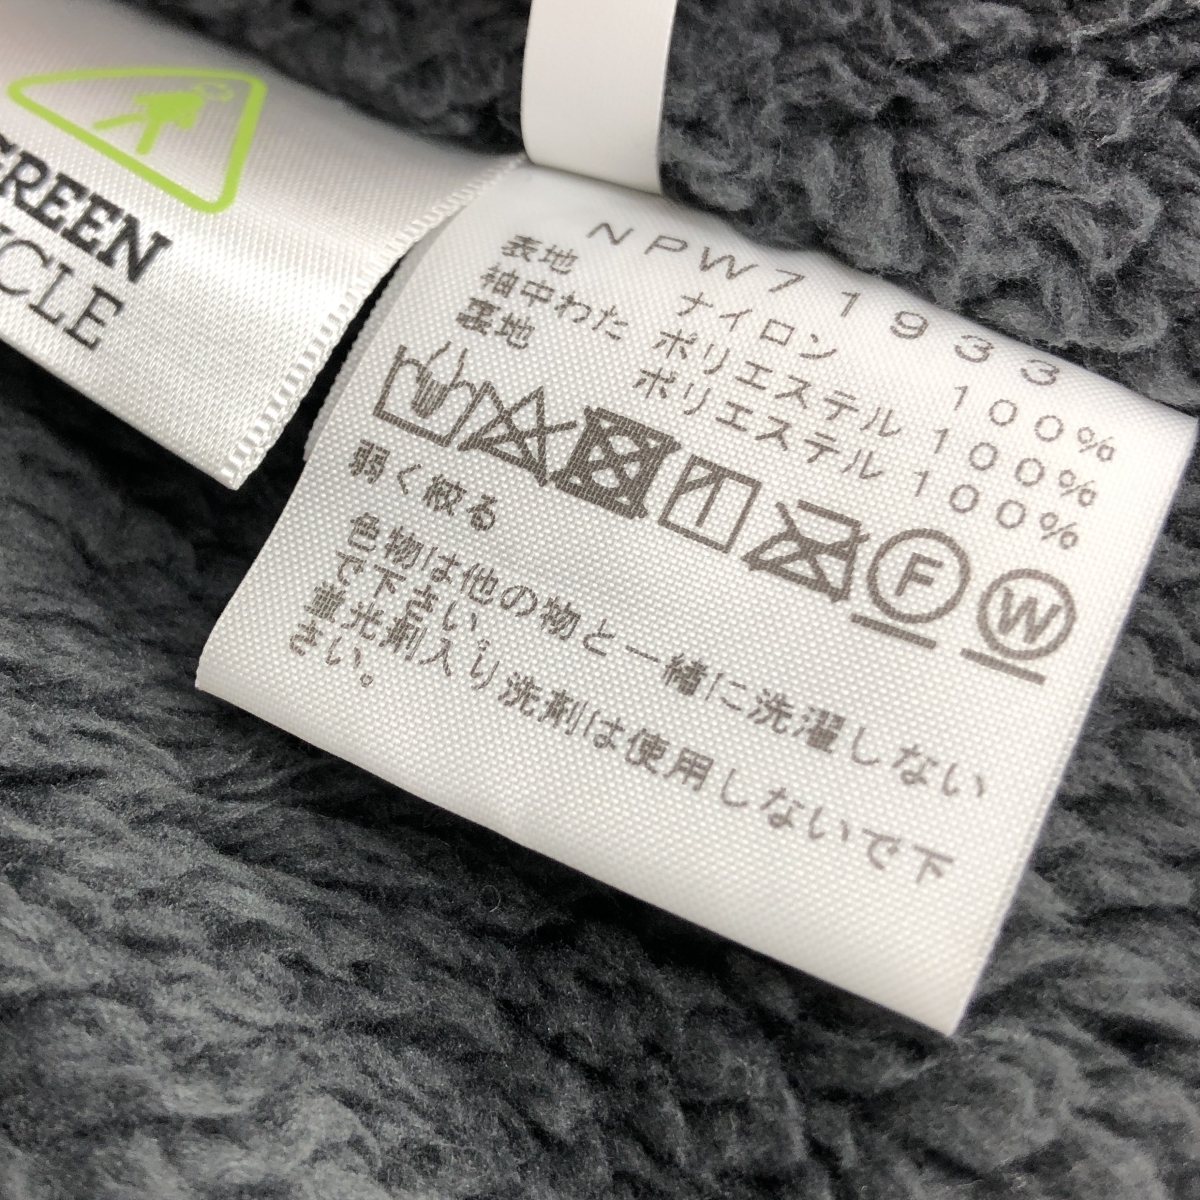 GREEN
CLE
NPW71933
表地 ナイロン 100%
袖中わた ポリエステル 100%
裏地 ポリエステル 100%
F W
弱く絞る
色物は他の物と一緒に洗濯しない
で下さい。
蛍光剤入り洗剤は使用しないで下
さい。